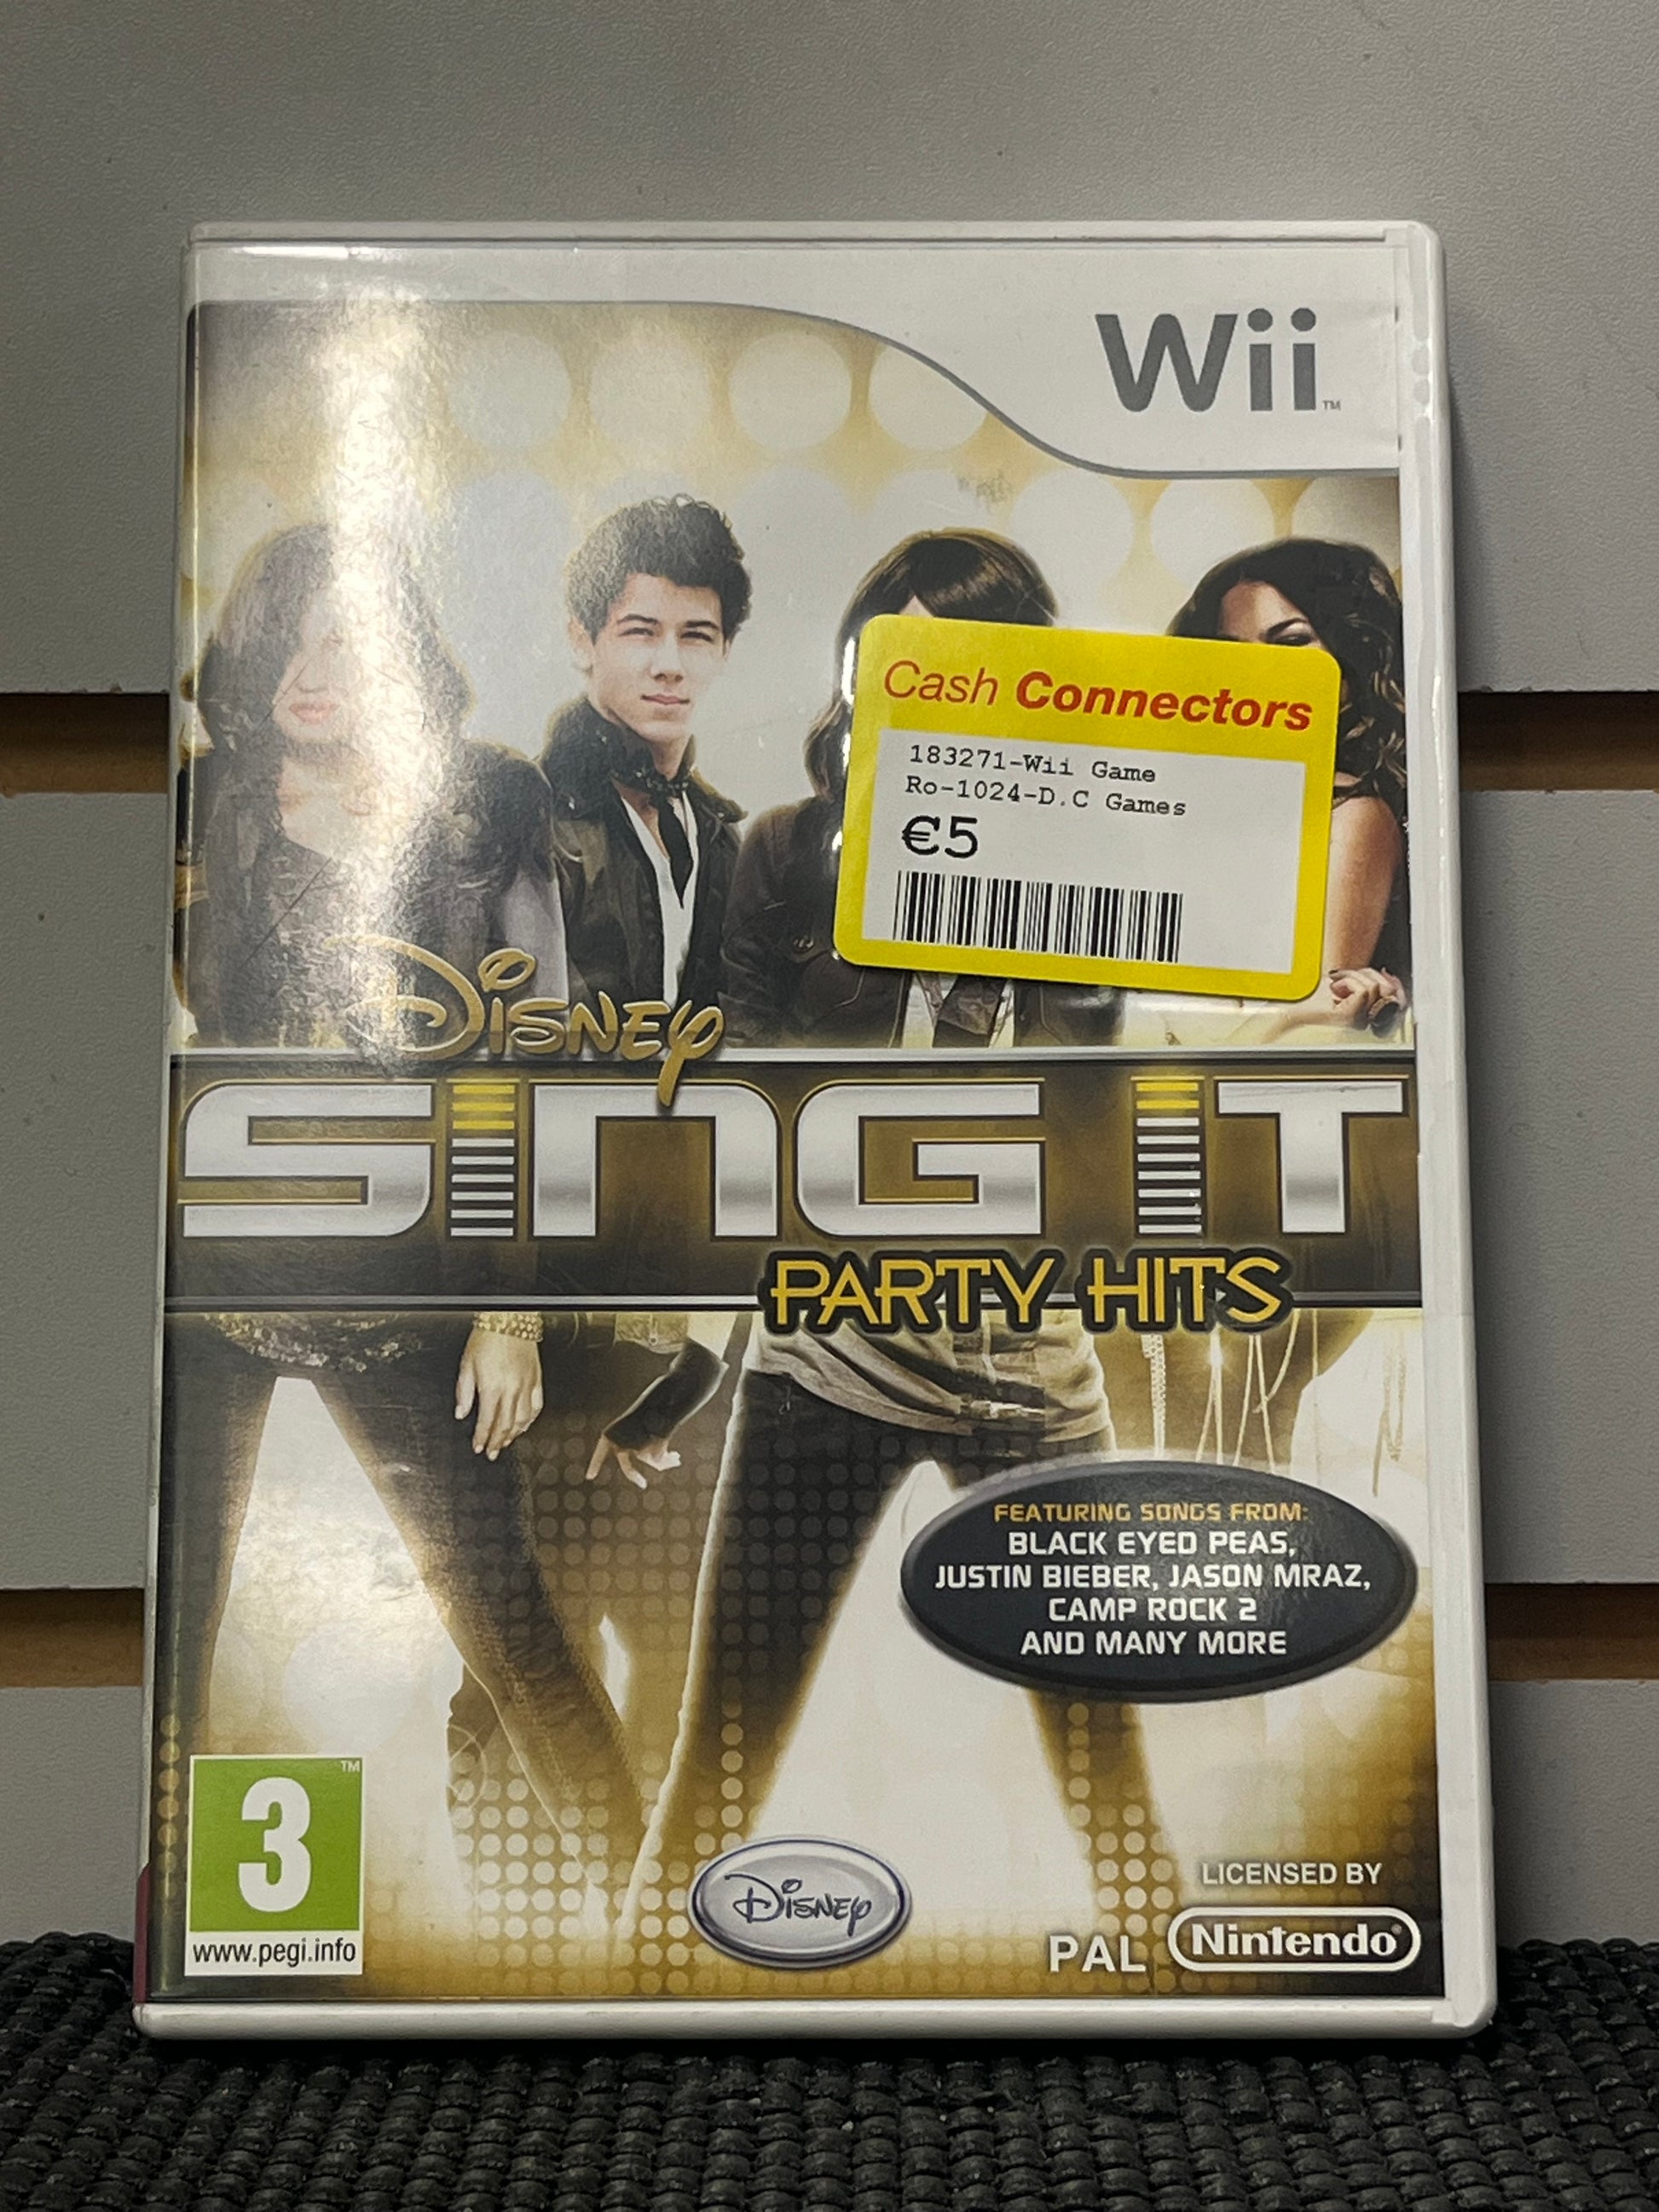 Wii™
Cash Connectors
183271-Wii Game
Ro-1024-D.C Games
€5
Disney
SING IT
PARTY HITS
FEATURING SONGS FROM:
BLACK EYED PEAS,
JUSTIN BIEBER, JASON MRAZ,
CAMP ROCK 2
AND MANY MORE
3™
www.pegi.info
Disney
LICENSED BY
PAL Nintendo®